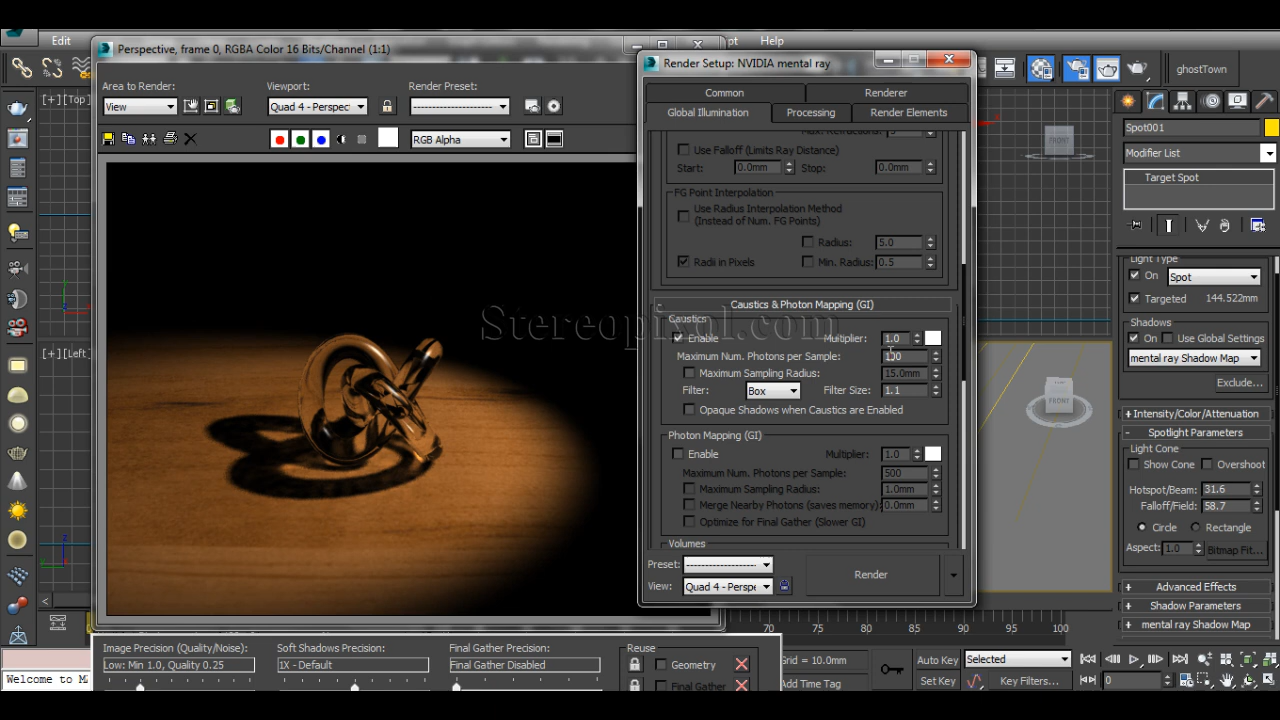 Edit
Perspective, frame 0, RGBA Color 16 Bits/Channel (1:1)
Help
Render Setup: NVIDIA mental ray
ghostTown
[+][Top]
Area to Render:
Viewport:
Render Preset:
View
Quad 4 - Perspec
RGB Alpha
Common
Renderer
Global Illumination
Processing
Render Elements
Use Falloff (Limits Ray Distance)
Start:
0.0mm
Stop:
0.0mm
FG Point Interpolation
Use Radius Interpolation Method
(Instead of Num. FG Points)
Radius:
5.0
Radii in Pixels
Min. Radius:
0.5
Caustics & Photon Mapping (GI)
Stereopixol.com
Caustics
Enable
Multiplier:
1.0
Maximum Num. Photons per Sample:
100
Maximum Sampling Radius:
15.0mm
Filter:
Box
Filter Size:
1.1
Opaque Shadows when Caustics are Enabled
Photon Mapping (GI)
Enable
Multiplier:
1.0
Maximum Num. Photons per Sample:
500
Maximum Sampling Radius:
1.0mm
Merge Nearby Photons (saves memory):
0.0mm
Optimize for Final Gather (Slower GI)
Volumes
Preset:
View:
Quad 4 - Perspe
Render
FRONT
FRONT
Spot001
Modifier List
Target Spot
Light Type
On
Spot
Targeted
144.522mm
Shadows
On
Use Global Settings
mental ray Shadow Map
Exclude...
Intensity/Color/Attenuation
Spotlight Parameters
Light Cone
Show Cone
Overshoot
Hotspot/Beam:
31.6
Falloff/Field:
58.7
Circle
Rectangle
Aspect:
1.0
Bitmap Fit...
Advanced Effects
Shadow Parameters
mental ray Shadow Map
[+][Left]
70 75 80 85 90 95 100
Image Precision (Quality/Noise):
Low: Min 1.0, Quality 0.25
Soft Shadows Precision:
1X - Default
Final Gather Precision:
Final Gather Disabled
Reuse
Geometry
Final Gather
Welcome to M
Grid = 10.0mm
Add Time Tag
Auto Key
Selected
Set Key
Key Filters...
0